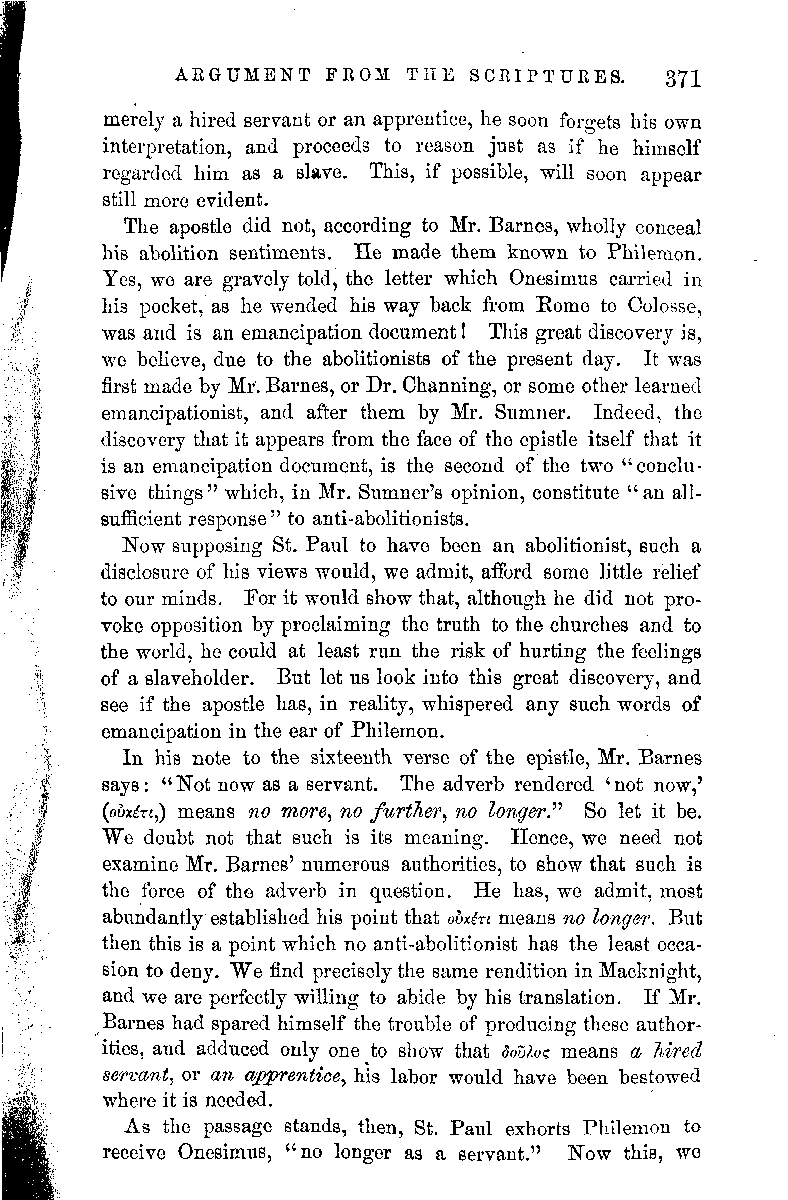 ARGUMENT FROM THE SCRIPTURES. 371
merely a hired servant or an apprentice, he soon forgets his own
interpretation, and proceeds to reason just as if he himself
regarded him as a slave. This, if possible, will soon appear
still more evident.
The apostle did not, according to Mr. Barnes, wholly conceal
his abolition sentiments. He made them known to Philemon.
Yes, we are gravely told, the letter which Onesimus carried in
his pocket, as he wended his way back from Rome to Colosse,
was and is an emancipation document! This great discovery is,
we believe, due to the abolitionists of the present day. It was
first made by Mr. Barnes, or Dr. Channing, or some other learned
emancipationist, and after them by Mr. Sumner. Indeed, the
discovery that it appears from the face of the epistle itself that it
is an emancipation document, is the second of the two "conclu-
sive things" which, in Mr. Sumner's opinion, constitute "an all-
sufficient response" to anti-abolitionists.
Now supposing St. Paul to have been an abolitionist, such a
disclosure of his views would, we admit, afford some little relief
to our minds. For it would show that, although he did not pro-
voke opposition by proclaiming the truth to the churches and to
the world, he could at least run the risk of hurting the feelings
of a slaveholder. But let us look into this great discovery, and
see if the apostle has, in reality, whispered any such words of
emancipation in the ear of Philemon.
In his note to the sixteenth verse of the epistle, Mr. Barnes
says: "Not now as a servant. The adverb rendered 'not now,'
(οὐκέτι,) means no more, no further, no longer." So let it be.
We doubt not that such is its meaning. Hence, we need not
examine Mr. Barnes' numerous authorities, to show that such is
the force of the adverb in question. He has, we admit, most
abundantly established his point that οὐκέτι means no longer. But
then this is a point which no anti-abolitionist has the least occa-
sion to deny. We find precisely the same rendition in Macknight,
and we are perfectly willing to abide by his translation. If Mr.
Barnes had spared himself the trouble of producing these author-
ities, and adduced only one to show that δοῦλος means a hired
servant, or an apprentice, his labor would have been bestowed
where it is needed.
As the passage stands, then, St. Paul exhorts Philemon to
receive Onesimus, "no longer as a servant." Now this, we